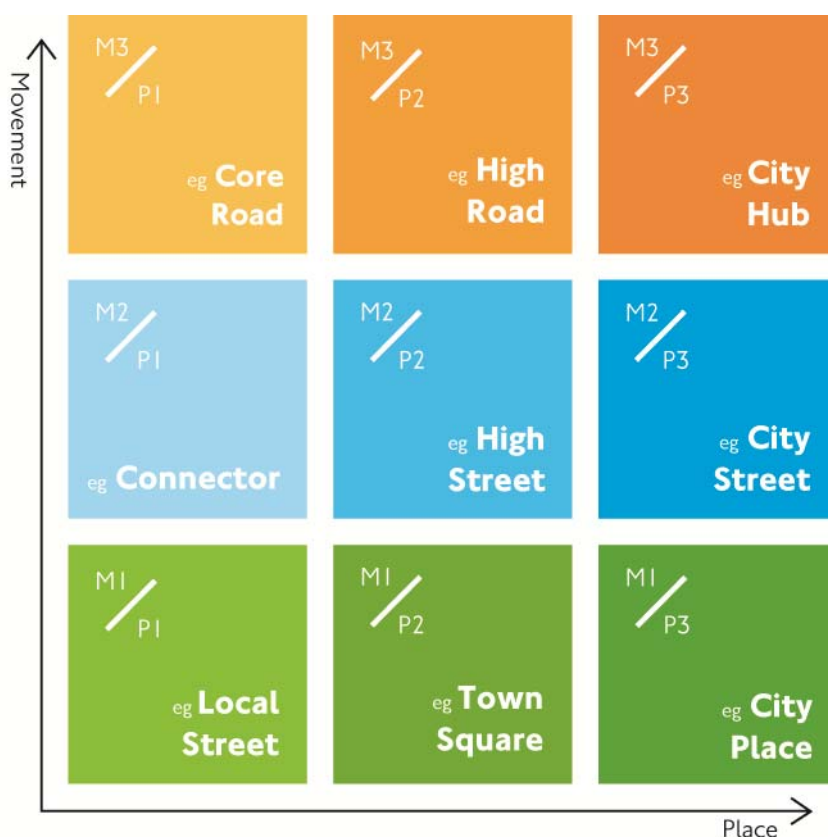 Movement
M3
P1
eg Core
Road
M3
P2
eg High
Road
M3
P3
eg City
Hub
M2
P1
eg Connector
M2
P2
eg High
Street
M2
P3
eg City
Street
M1
P1
eg Local
Street
M1
P2
eg Town
Square
M1
P3
eg City
Place
Place